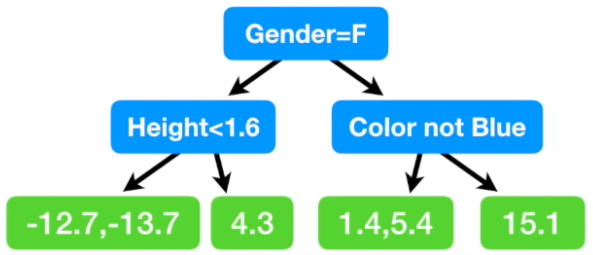 Gender=F
Height<1.6
Color not Blue
-12.7,-13.7
4.3
1.4,5.4
15.1